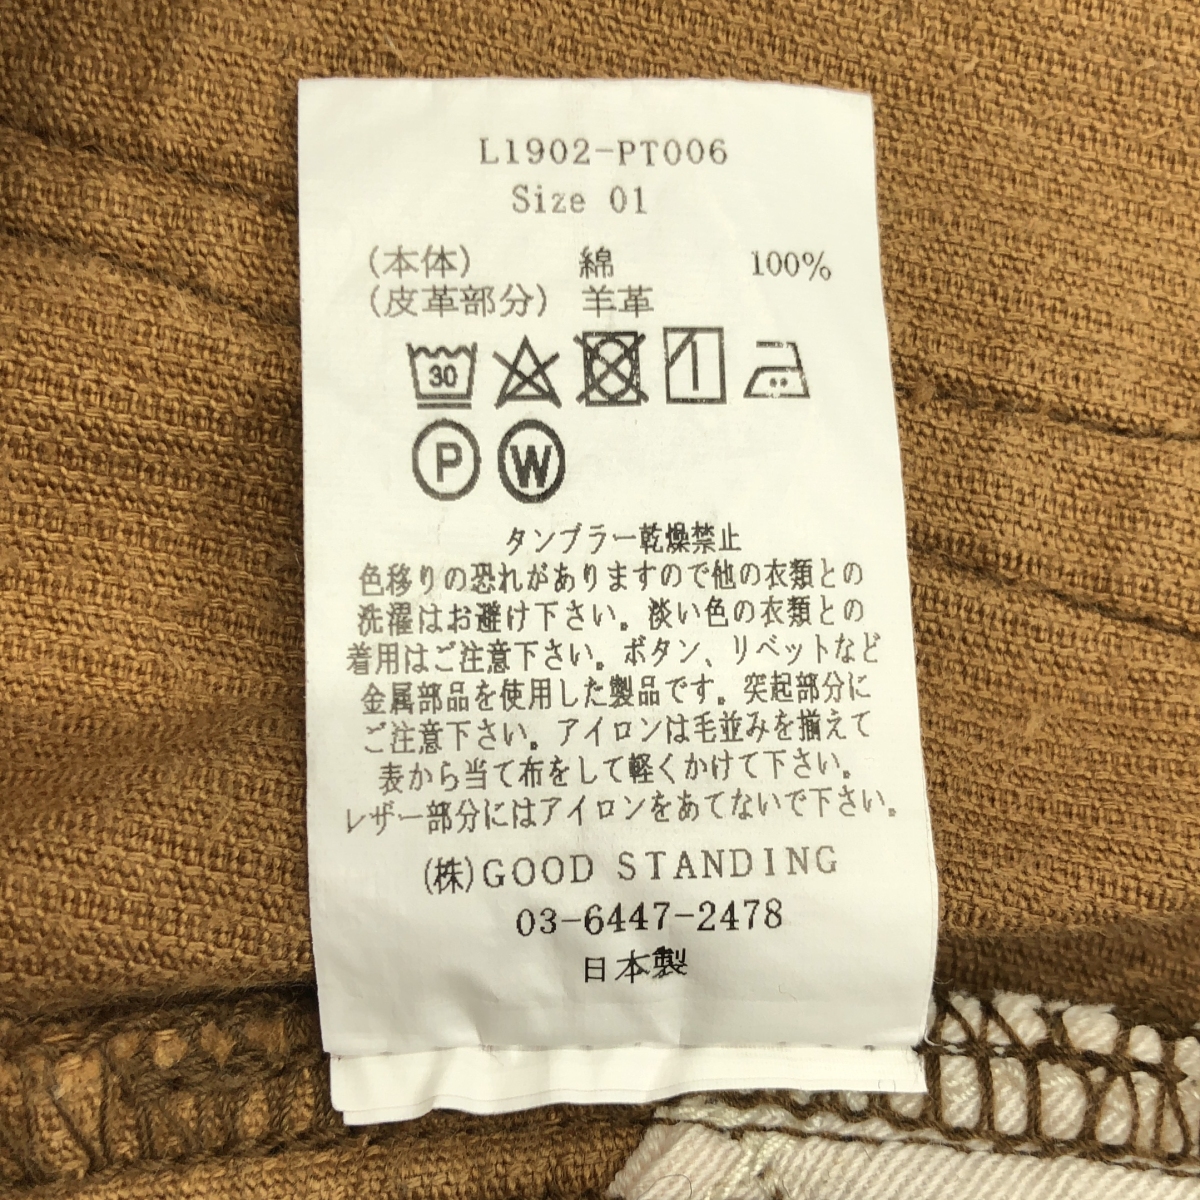 L1902-PT006
Size 01
(本体) 綿 100%
(皮革部分) 羊革
30
P W
タンブラー乾燥禁止
色移りの恐れがありますので他の衣類との
洗濯はお避け下さい。淡い色の衣類との
着用はご注意下さい。ボタン、リベットなど
金属部品を使用した製品です。突起部分に
ご注意下さい。アイロンは毛並みを揃えて
表から当て布をして軽くかけて下さい。
レザー部分にはアイロンをあてないで下さい。
(株)GOOD STANDING
03-6447-2478
日本製